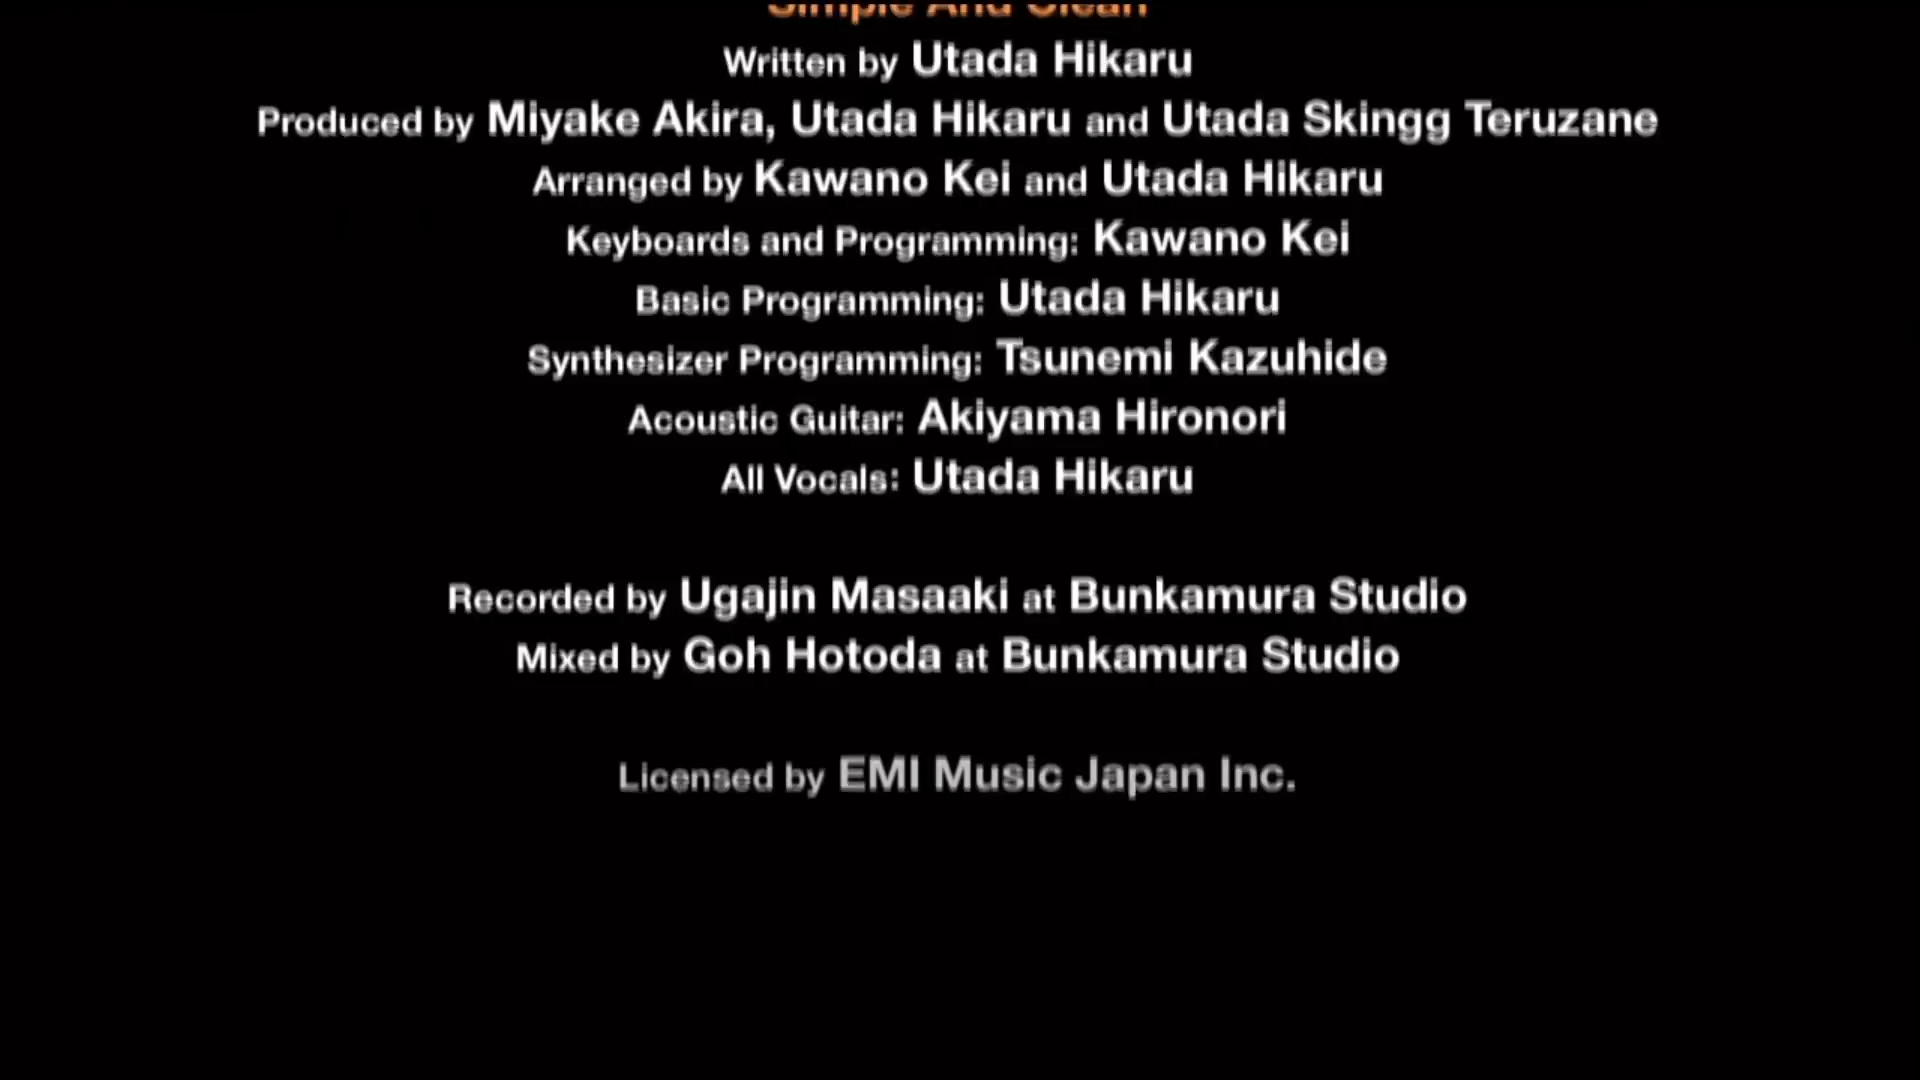 Simple And Clean
Written by Utada Hikaru
Produced by Miyake Akira, Utada Hikaru and Utada Skingg Teruzane
Arranged by Kawano Kei and Utada Hikaru
Keyboards and Programming: Kawano Kei
Basic Programming: Utada Hikaru
Synthesizer Programming: Tsunemi Kazuhide
Acoustic Guitar: Akiyama Hironori
All Vocals: Utada Hikaru
Recorded by Ugajin Masaaki at Bunkamura Studio
Mixed by Goh Hotoda at Bunkamura Studio
Licensed by EMI Music Japan Inc.